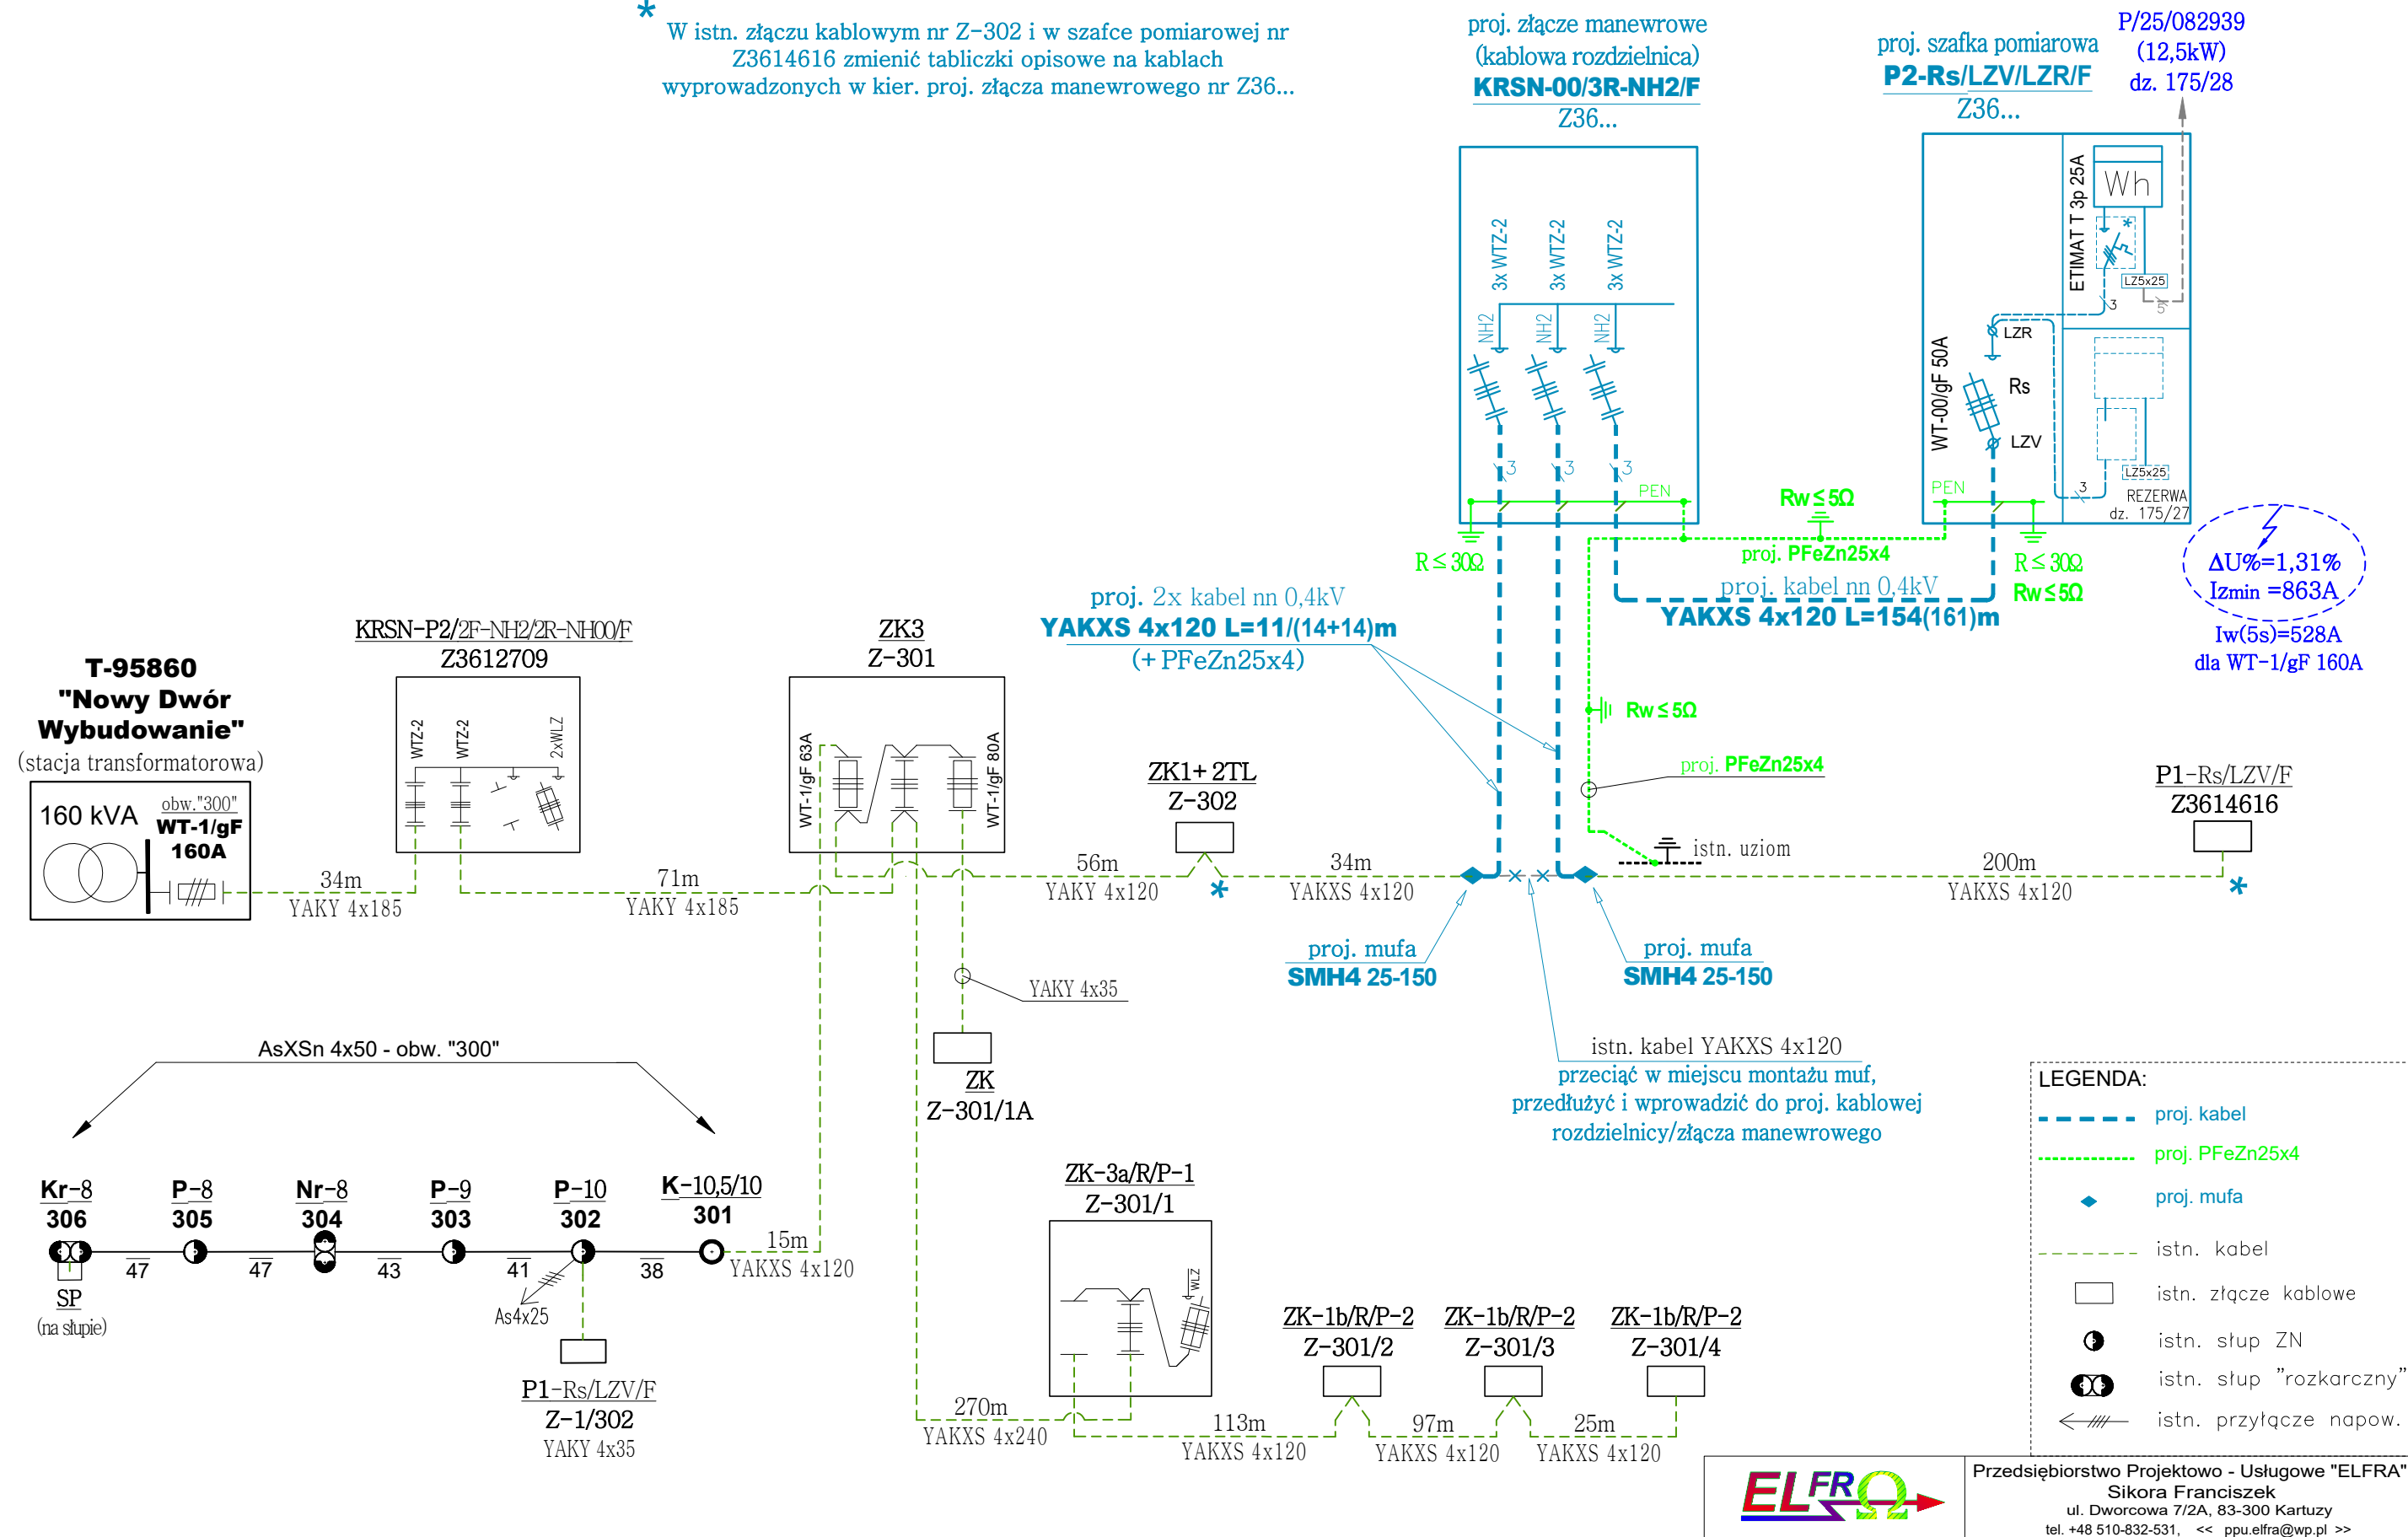 *
W istn. złączu kablowym nr Z-302 i w szafce pomiarowej nr
Z3614616 zmienić tabliczki opisowe na kablach
wyprowadzonych w kier. proj. złącza manewrowego nr Z36...
proj. złącze manewrowe
(kablowa rozdzielnica)
KRSN-00/3R-NH2/F
Z36...
proj. szafka pomiarowa
P2-Rs/LZV/LZR/F
Z36...
P/25/082939
(12,5kW)
dz. 175/28
3x WTZ-2
3x WTZ-2
3x WTZ-2
NH2
NH2
NH2
3
3
3
PEN
R≤30Ω
ETIMAT T 3p 25A
Wh
*
LZ5x25
3
5
WT-00/gF 50A
LZR
Rs
LZV
PEN
LZ5x25
3
REZERWA
dz. 175/27
Rw≤5Ω
proj. PFeZn25x4
R≤30Ω
Rw≤5Ω
ΔU%=1,31%
Izmin =863A
Iw(5s)=528A
dla WT-1/gF 160A
proj. kabel nn 0,4kV
YAKXS 4x120 L=154(161)m
proj. 2x kabel nn 0,4kV
YAKXS 4x120 L=11/(14+14)m
(+PFeZn25x4)
Rw≤5Ω
proj. PFeZn25x4
istn. uziom
T-95860
"Nowy Dwór
Wybudowanie"
(stacja transformatorowa)
160 kVA
obw."300"
WT-1/gF
160A
34m
YAKY 4x185
KRSN-P2/2F-NH2/2R-NH00/F
Z3612709
WTZ-2
WTZ-2
2xWLZ
71m
YAKY 4x185
ZK3
Z-301
WT-1/gF 63A
WT-1/gF 80A
56m
YAKY 4x120
ZK1+2TL
Z-302
*
34m
YAKXS 4x120
200m
YAKXS 4x120
P1-Rs/LZV/F
Z3614616
*
proj. mufa
SMH4 25-150
proj. mufa
SMH4 25-150
YAKY 4x35
ZK
Z-301/1A
istn. kabel YAKXS 4x120
przeciąć w miejscu montażu muf,
przedłużyć i wprowadzić do proj. kablowej
rozdzielnicy/złącza manewrowego
AsXSn 4x50 - obw. "300"
Kr-8
306
P-8
305
Nr-8
304
P-9
303
P-10
302
K-10,5/10
301
47
47
43
41
38
15m
YAKXS 4x120
SP
(na słupie)
As4x25
P1-Rs/LZV/F
Z-1/302
YAKY 4x35
ZK-3a/R/P-1
Z-301/1
WLZ
270m
YAKXS 4x240
113m
YAKXS 4x120
ZK-1b/R/P-2
Z-301/2
97m
YAKXS 4x120
ZK-1b/R/P-2
Z-301/3
25m
YAKXS 4x120
ZK-1b/R/P-2
Z-301/4
LEGENDA:
proj. kabel
proj. PFeZn25x4
proj. mufa
istn. kabel
istn. złącze kablowe
istn. słup ZN
istn. słup "rozkarczny"
istn. przyłącze napow.
ELFRΩ
Przedsiębiorstwo Projektowo - Usługowe "ELFRA"
Sikora Franciszek
ul. Dworcowa 7/2A, 83-300 Kartuzy
tel. +48 510-832-531, << ppu.elfra@wp.pl >>